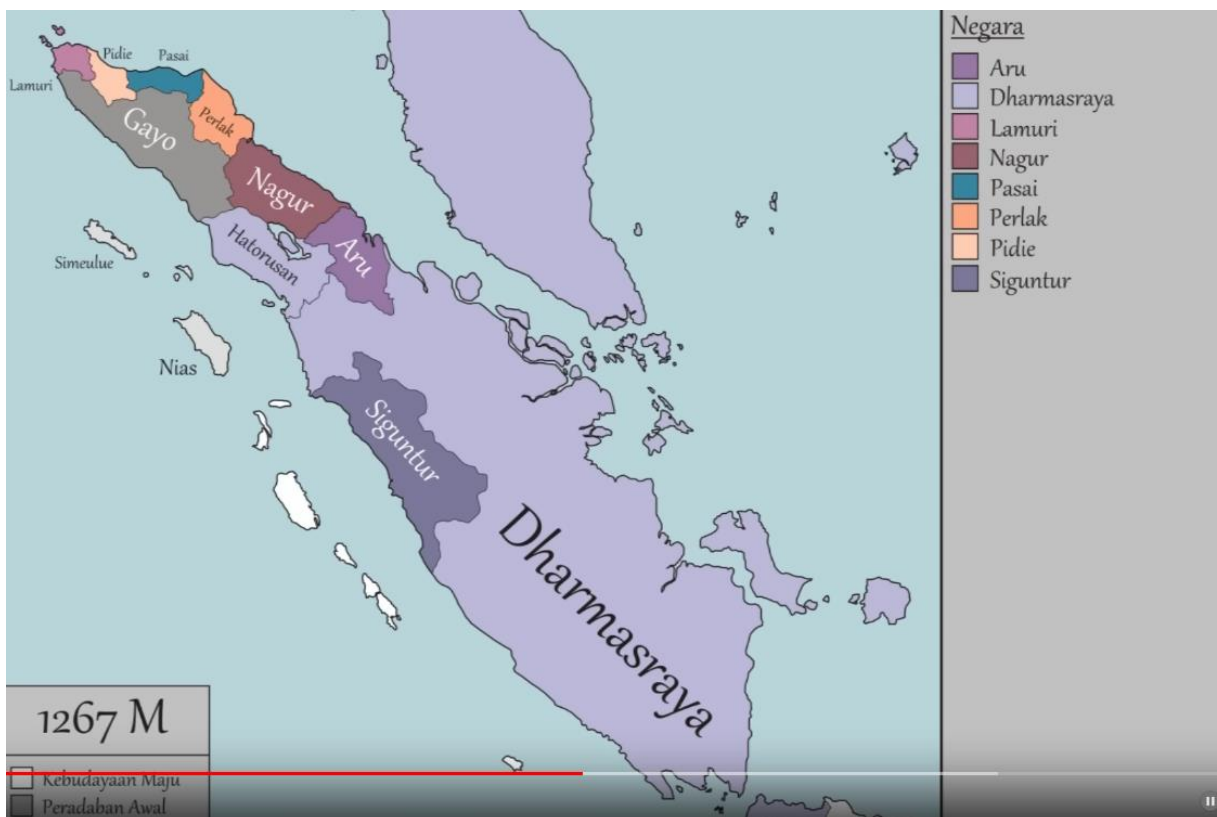 Pidie
Pasai
Lamuri
Gayo
Perlak
Nagur
Hatorusan
Aru
Simeulue
Nias
Siguntur
Dharmasraya
1267 M
Kebudayaan Maju
Peradaban Awal
Negara
Aru
Dharmasraya
Lamuri
Nagur
Pasai
Perlak
Pidie
Siguntur